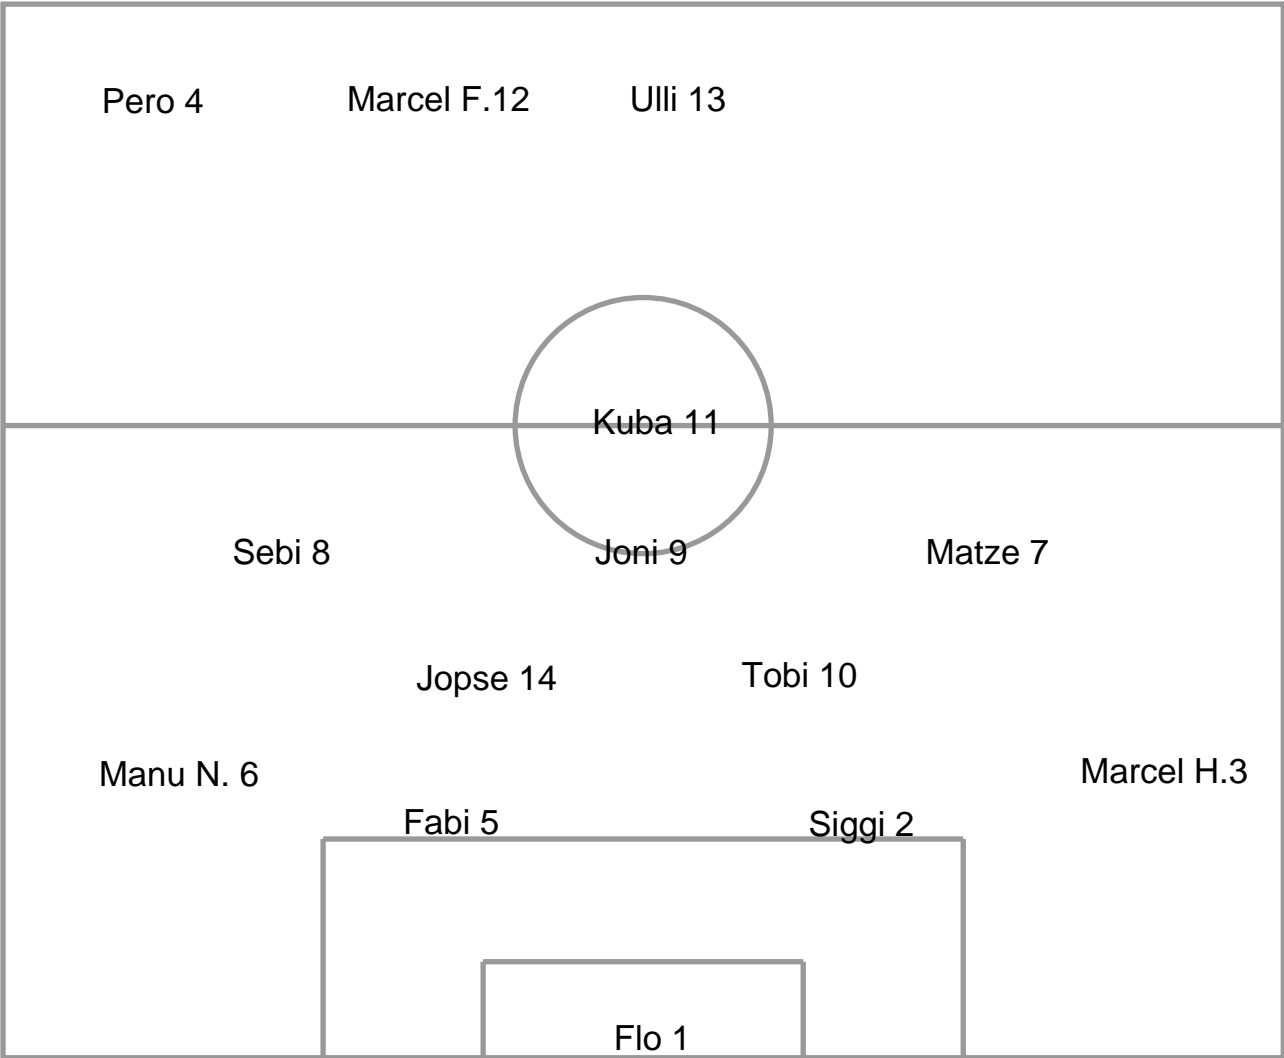 Pero 4
Marcel F.12
Ulli 13
Kuba 11
Sebi 8
Joni 9
Matze 7
Jopse 14
Tobi 10
Manu N. 6
Marcel H.3
Fabi 5
Siggi 2
Flo 1